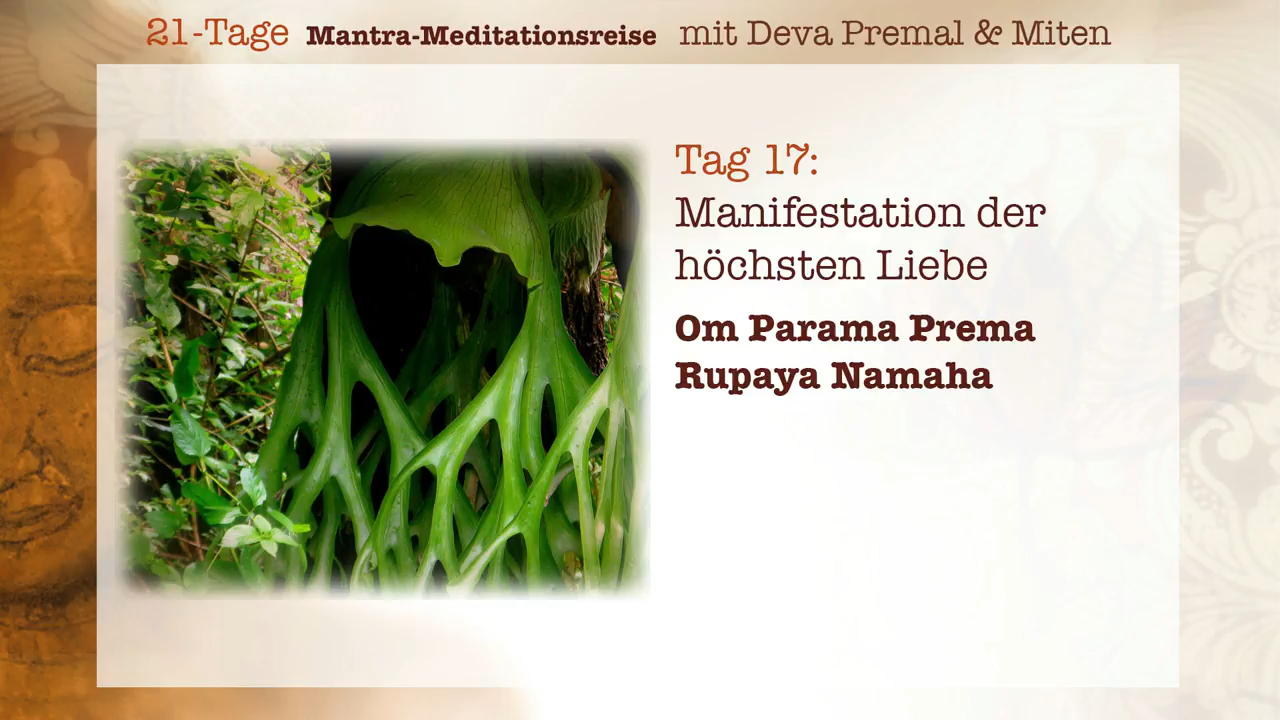 21-Tage Mantra-Meditationsreise mit Deva Premal & Miten
Tag 17:
Manifestation der
höchsten Liebe
Om Parama Prema
Rupaya Namaha